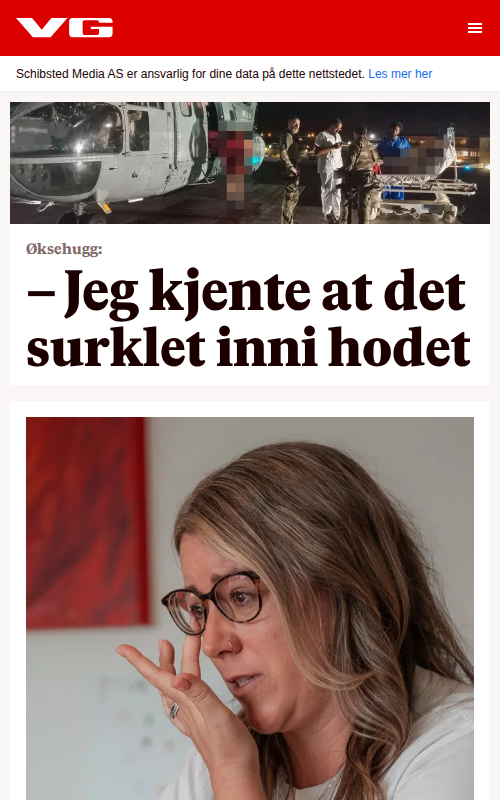 VG
Schibsted Media AS er ansvarlig for dine data på dette nettstedet. Les mer her
Øksehugg:
– Jeg kjente at det
surklet inni hodet